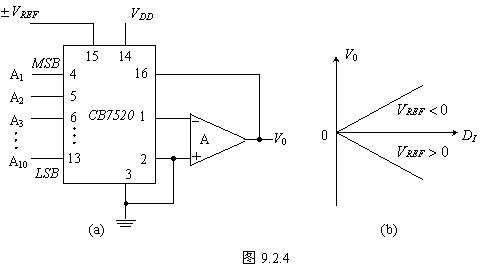 ±V_REF
V_DD
15
14
A1
MSB
4
16
A2
5
A3
6
CB7520
1
−
A
V0
A10
13
2
+
LSB
3
(a)
V0
V_REF < 0
0
D_I
V_REF > 0
(b)
图 9.2.4